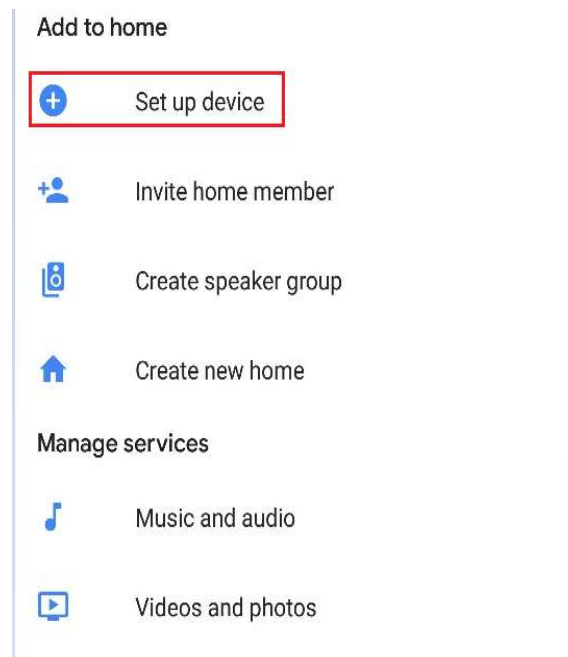 Add to home
Set up device
Invite home member
Create speaker group
Create new home
Manage services
Music and audio
Videos and photos